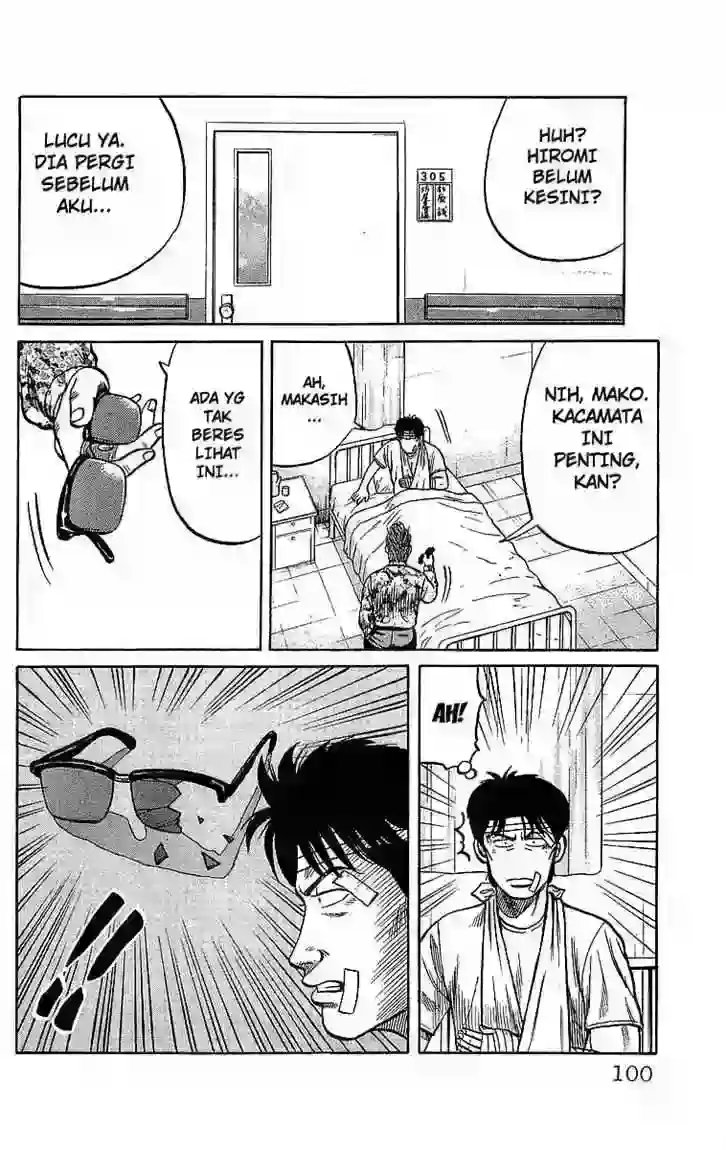 HUH?
HIROMI
BELUM
KESINI?
LUCU YA.
DIA PERGI
SEBELUM
AKU...
305
NIH, MAKO.
KACAMATA
INI
PENTING,
KAN?
AH,
MAKASIH
...
ADA YG
TAK
BERES
LIHAT
INI...
AH!
100